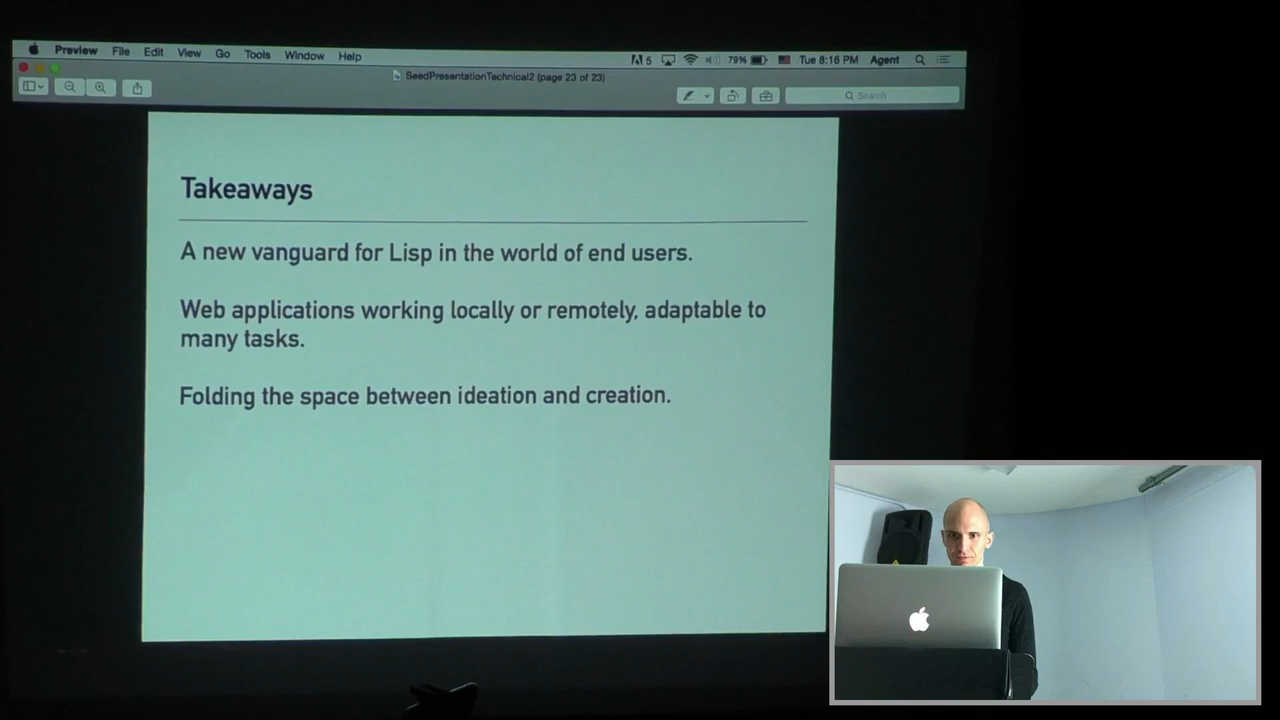 Preview File Edit View Go Tools Window Help
5 79% Tue 8:16 PM Agent
SeedPresentationTechnical2 (page 23 of 23)
Search
Takeaways
A new vanguard for Lisp in the world of end users.
Web applications working locally or remotely, adaptable to
many tasks.
Folding the space between ideation and creation.